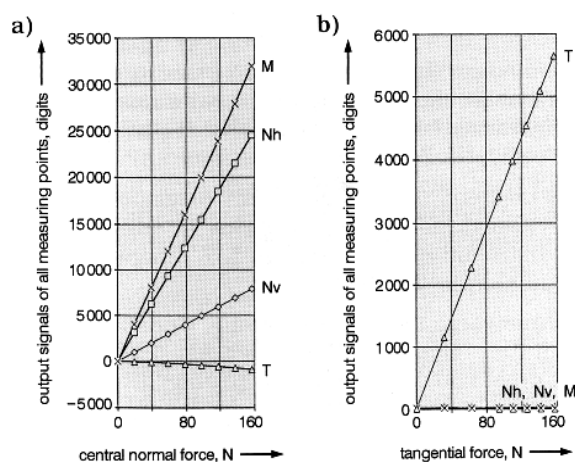 a)
output signals of all measuring points, digits
35000
30000
25000
20000
15000
10000
5000
0
−5000
M
Nh
Nv
T
0 40 80 120 160
central normal force, N
b)
output signals of all measuring points, digits
6000
5000
4000
3000
2000
1000
0
T
Nh, Nv, M
0 80 160
tangential force, N